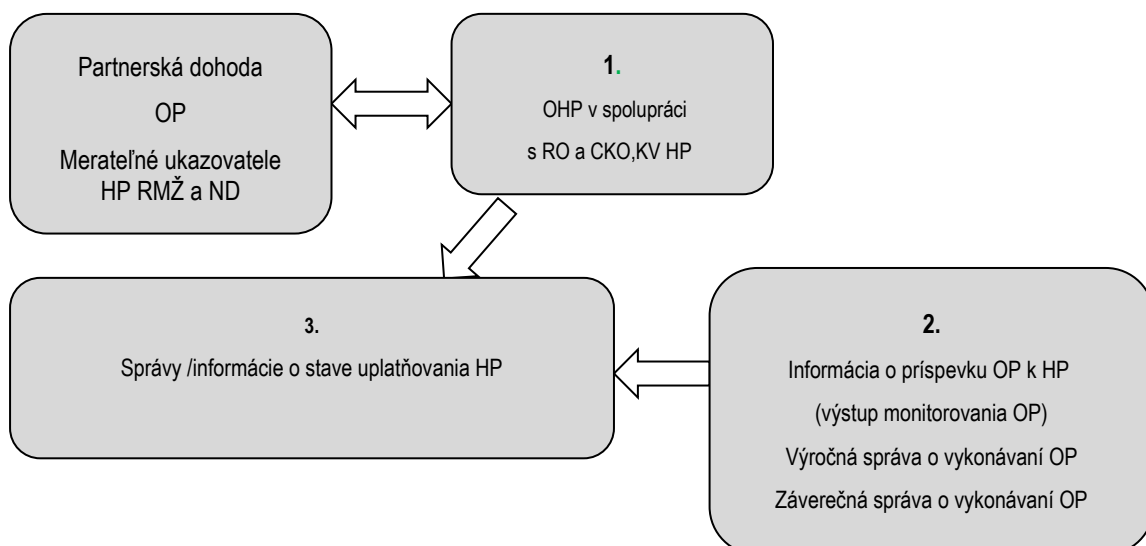 Partnerská dohoda
OP
Merateľné ukazovatele
HP RMŽ a ND
1.
OHP v spolupráci
s RO a CKO,KV HP
3.
Správy /informácie o stave uplatňovania HP
2.
Informácia o príspevku OP k HP
(výstup monitorovania OP)
Výročná správa o vykonávaní OP
Záverečná správa o vykonávaní OP